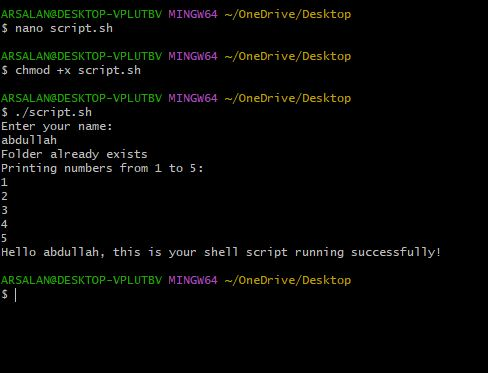 ARSALAN@DESKTOP-VPLUTBV MINGW64 ~/OneDrive/Desktop
$ nano script.sh
ARSALAN@DESKTOP-VPLUTBV MINGW64 ~/OneDrive/Desktop
$ chmod +x script.sh
ARSALAN@DESKTOP-VPLUTBV MINGW64 ~/OneDrive/Desktop
$ ./script.sh
Enter your name:
abdullah
Folder already exists
Printing numbers from 1 to 5:
1
2
3
4
5
Hello abdullah, this is your shell script running successfully!
ARSALAN@DESKTOP-VPLUTBV MINGW64 ~/OneDrive/Desktop
$